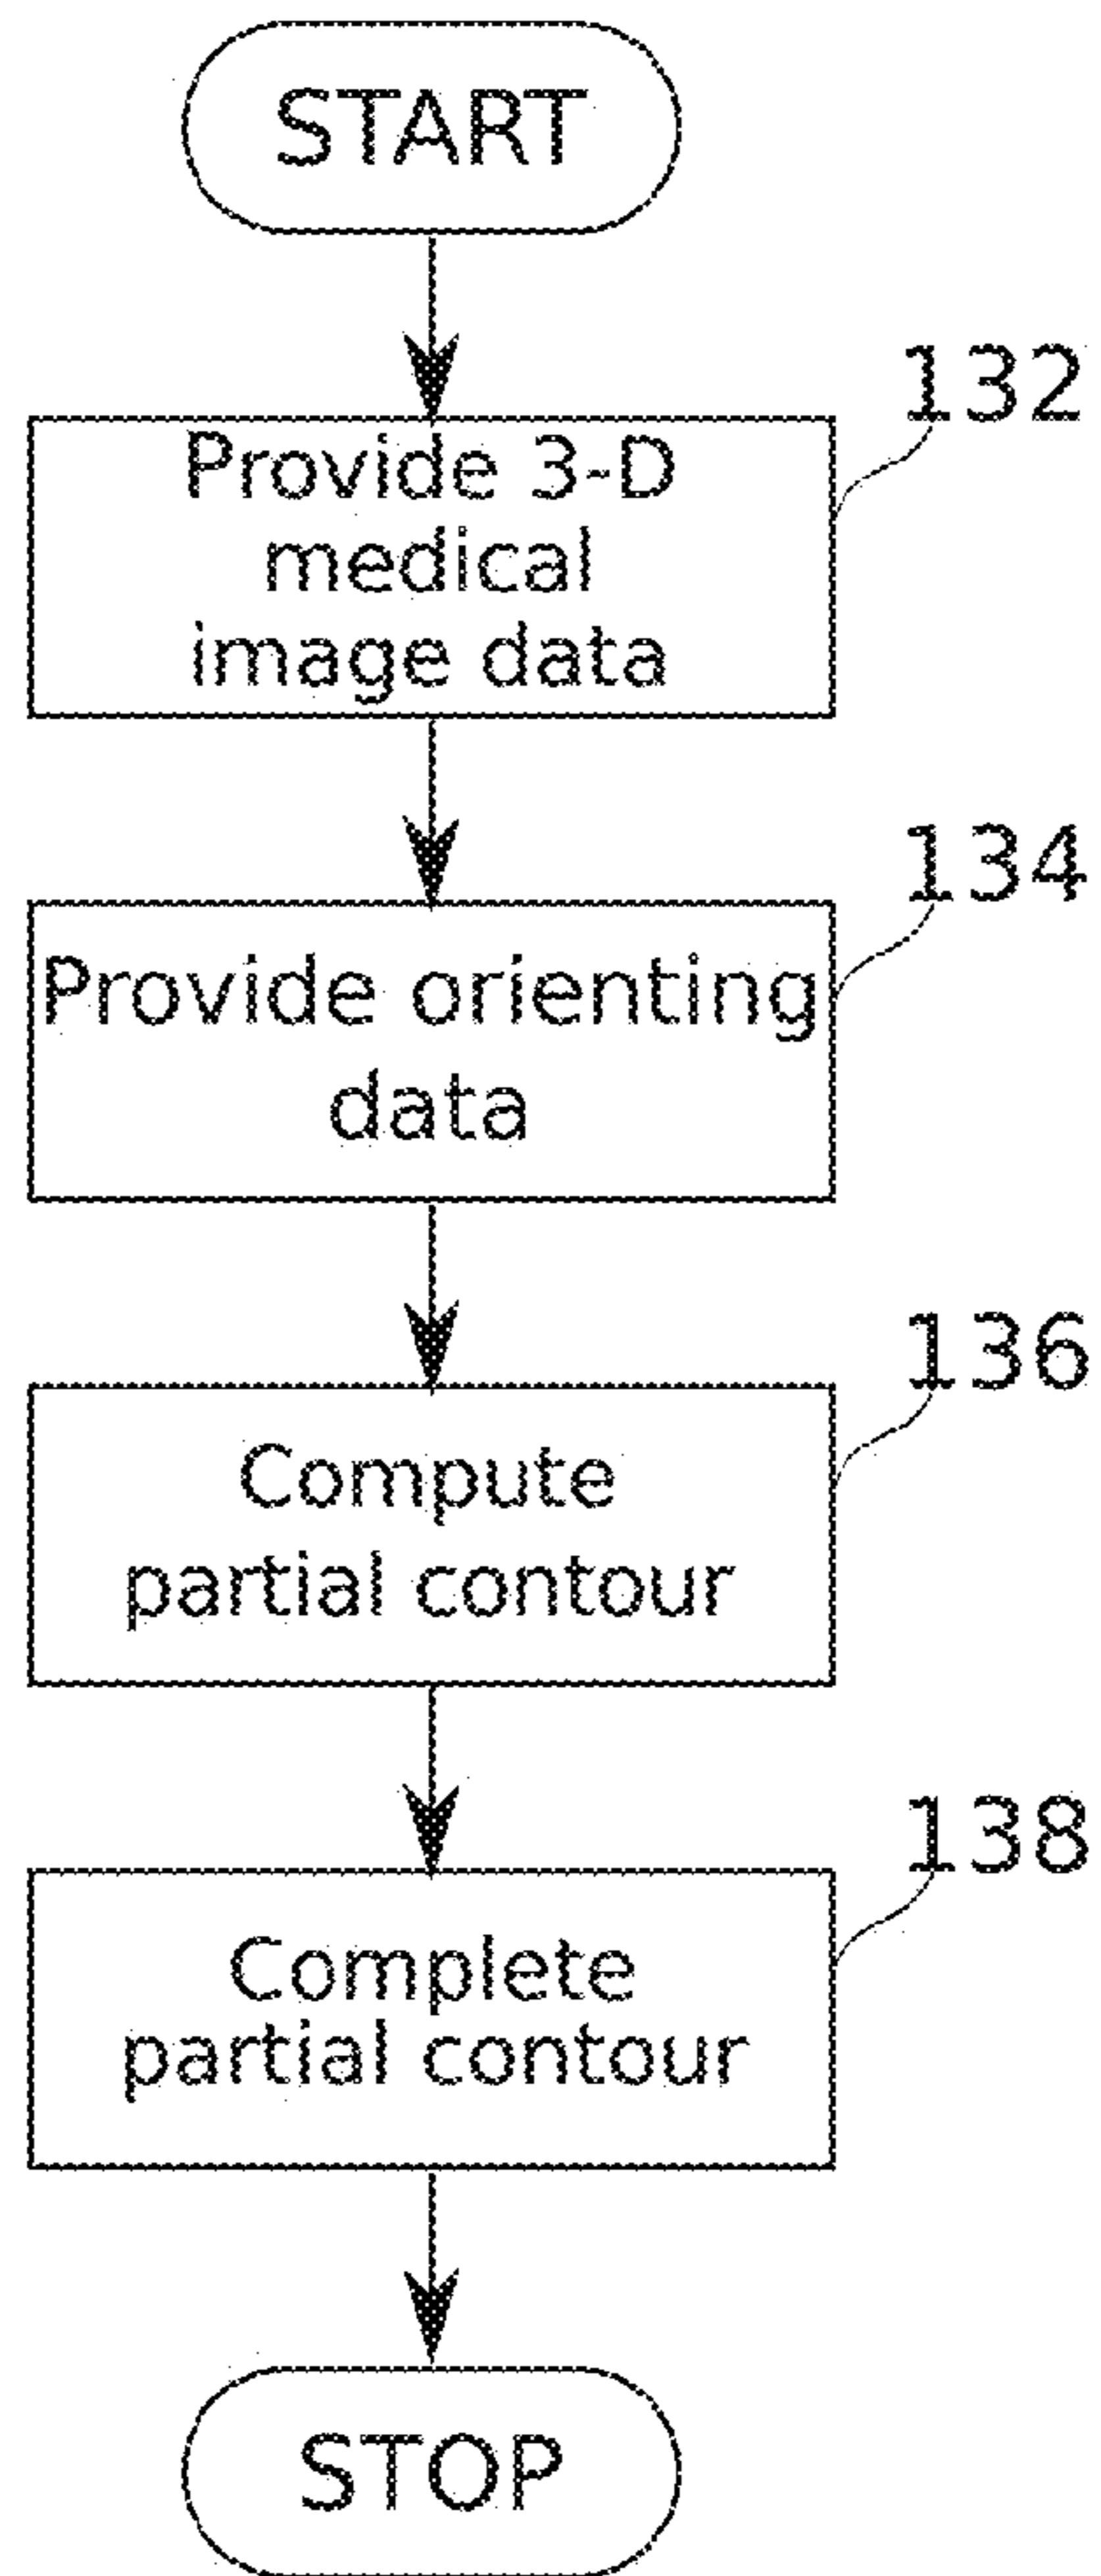 START
132
Provide 3-D
medical
image data
134
Provide orienting
data
136
Compute
partial contour
138
Complete
partial contour
STOP